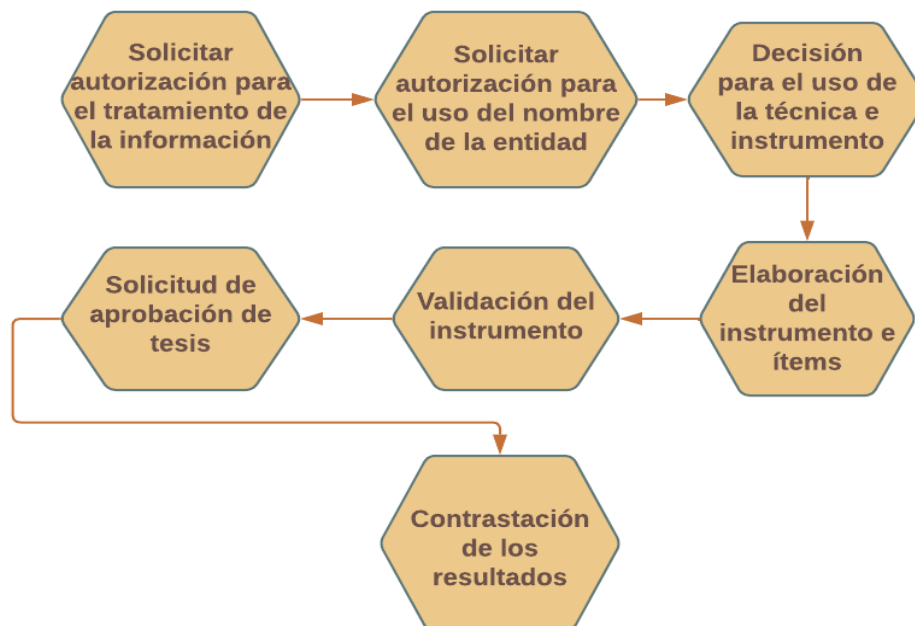 Solicitar
autorización para
el tratamiento de
la información
Solicitar
autorización para
el uso del nombre
de la entidad
Decisión
para el uso de
la técnica e
instrumento
Elaboración
del
instrumento e
ítems
Validación del
instrumento
Solicitud de
aprobación de
tesis
Contrastación
de los
resultados